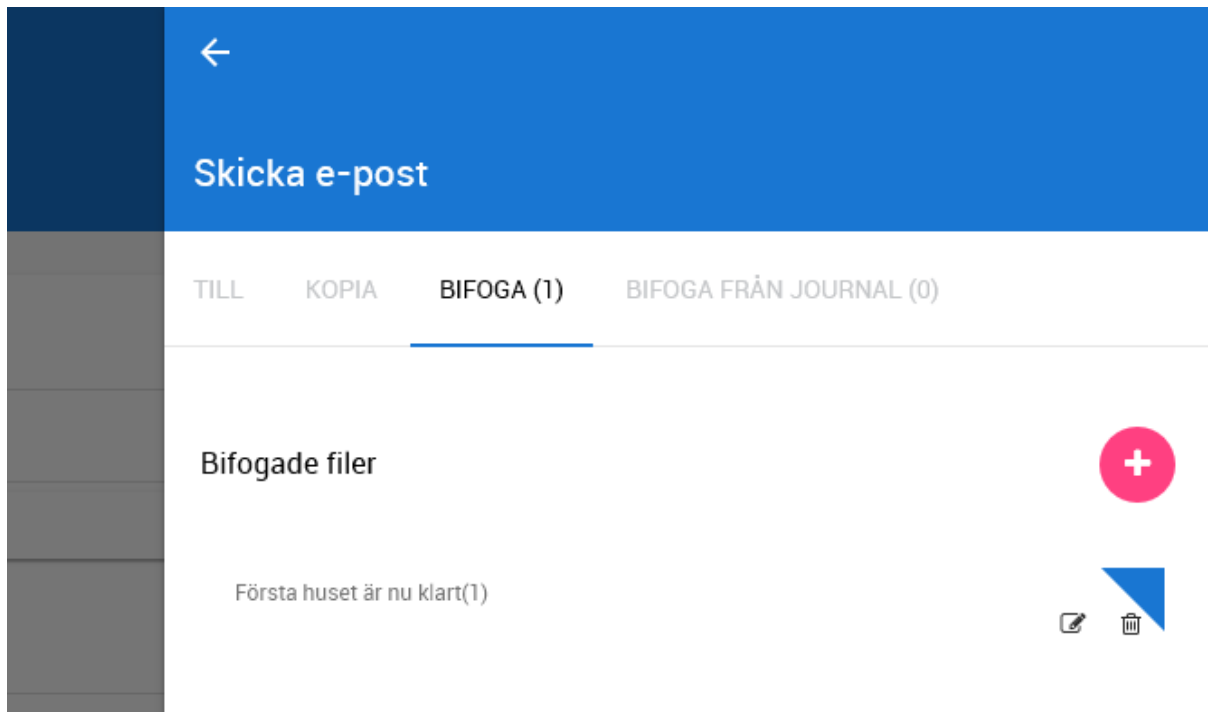 Skicka e-post
TILL KOPIA BIFOGA (1) BIFOGA FRÅN JOURNAL (0)
Bifogade filer
Första huset är nu klart(1)